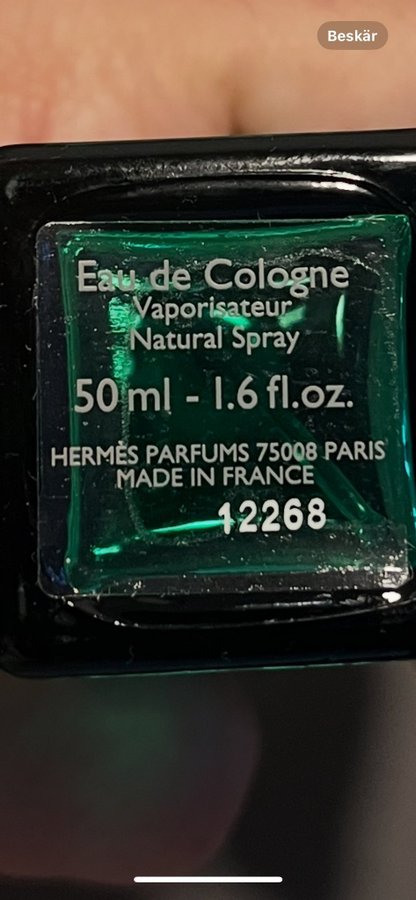 Beskär
Eau de Cologne
Vaporisateur
Natural Spray
50 ml - 1.6 fl.oz.
HERMÈS PARFUMS 75008 PARIS
MADE IN FRANCE
12268